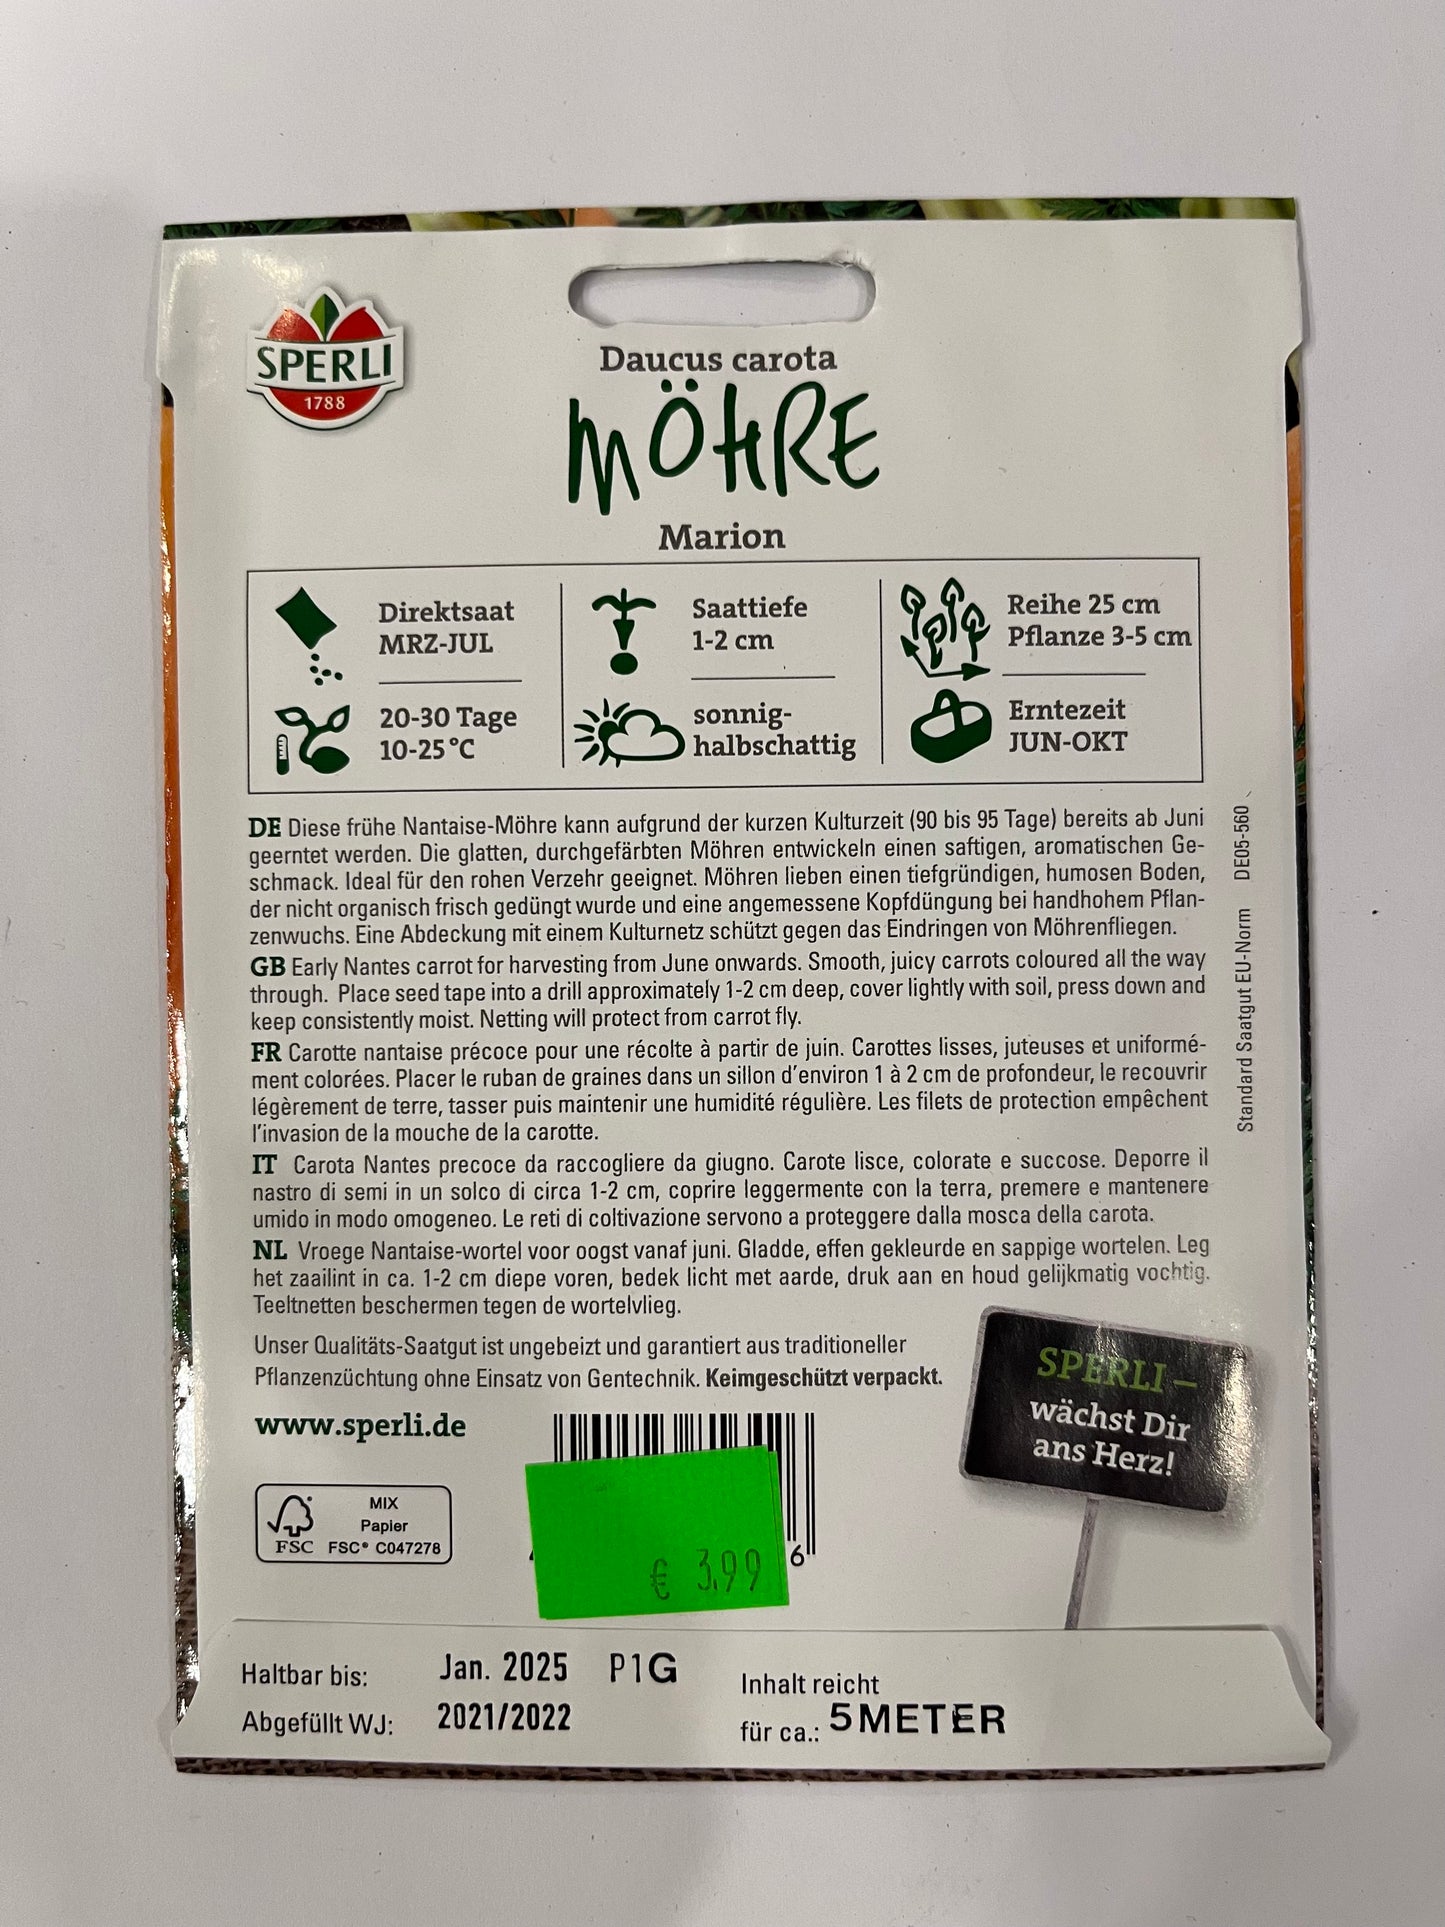 SPERLI
1788
Daucus carota
MÖHRE
Marion
Direktsaat
MRZ-JUL
20-30 Tage
10-25°C
Saattiefe
1-2 cm
sonnig-
halbschattig
Reihe 25 cm
Pflanze 3-5 cm
Erntezeit
JUN-OKT
DE Diese frühe Nantaise-Möhre kann aufgrund der kurzen Kulturzeit (90 bis 95 Tage) bereits ab Juni
geerntet werden. Die glatten, durchgefärbten Möhren entwickeln einen saftigen, aromatischen Ge-
schmack. Ideal für den rohen Verzehr geeignet. Möhren lieben einen tiefgründigen, humosen Boden,
der nicht organisch frisch gedüngt wurde und eine angemessene Kopfdüngung bei handhohem Pflan-
zenwuchs. Eine Abdeckung mit einem Kulturnetz schützt gegen das Eindringen von Möhrenfliegen.
GB Early Nantes carrot for harvesting from June onwards. Smooth, juicy carrots coloured all the way
through. Place seed tape into a drill approximately 1-2 cm deep, cover lightly with soil, press down and
keep consistently moist. Netting will protect from carrot fly.
FR Carotte nantaise précoce pour une récolte à partir de juin. Carottes lisses, juteuses et uniformé-
ment colorées. Placer le ruban de graines dans un sillon d'environ 1 à 2 cm de profondeur, le recouvrir
légèrement de terre, tasser puis maintenir une humidité régulière. Les filets de protection empêchent
l'invasion de la mouche de la carotte.
IT Carota Nantes precoce da raccogliere da giugno. Carote lisce, colorate e succose. Deporre il
nastro di semi in un solco di circa 1-2 cm, coprire leggermente con la terra, premere e mantenere
umido in modo omogeneo. Le reti di coltivazione servono a proteggere dalla mosca della carota.
NL Vroege Nantaise-wortel voor oogst vanaf juni. Gladde, effen gekleurde en sappige wortelen. Leg
het zaailint in ca. 1-2 cm diepe voren, bedek licht met aarde, druk aan en houd gelijkmatig vochtig.
Teeltnetten beschermen tegen de wortelvlieg.
Standard Saatgut EU-Norm DE05-560
Unser Qualitäts-Saatgut ist ungebeizt und garantiert aus traditioneller
Pflanzenzüchtung ohne Einsatz von Gentechnik. Keimgeschützt verpackt.
www.sperli.de
SPERLI –
wächst Dir
ans Herz!
MIX
Papier
FSC FSC® C047278
6
€ 3.99
Haltbar bis: Jan. 2025 P1G
Abgefüllt WJ: 2021/2022
Inhalt reicht
für ca.: 5 METER